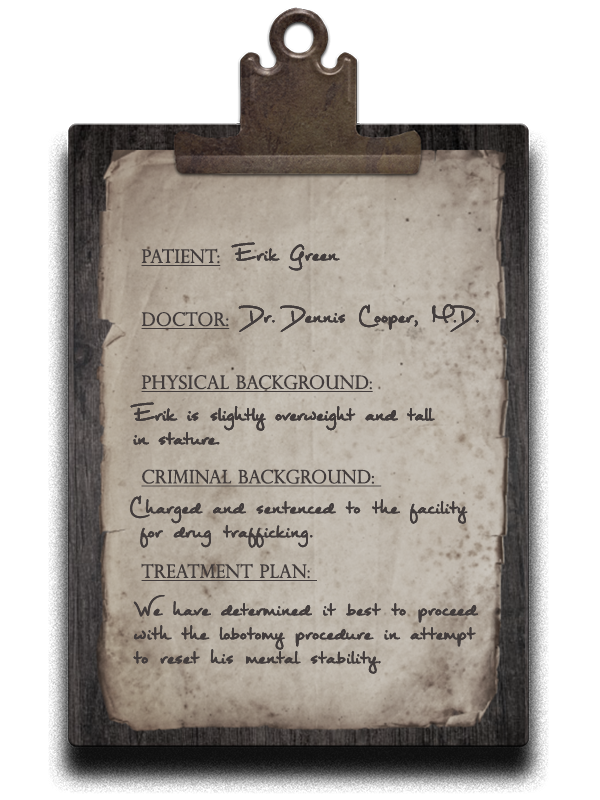 PATIENT: Erik Green
DOCTOR: Dr. Dennis Cooper, M.D.
PHYSICAL BACKGROUND:
Erik is slightly overweight and tall
in stature.
CRIMINAL BACKGROUND:
Charged and sentenced to the facility
for drug trafficking.
TREATMENT PLAN:
We have determined it best to proceed
with the lobotomy procedure in attempt
to reset his mental stability.